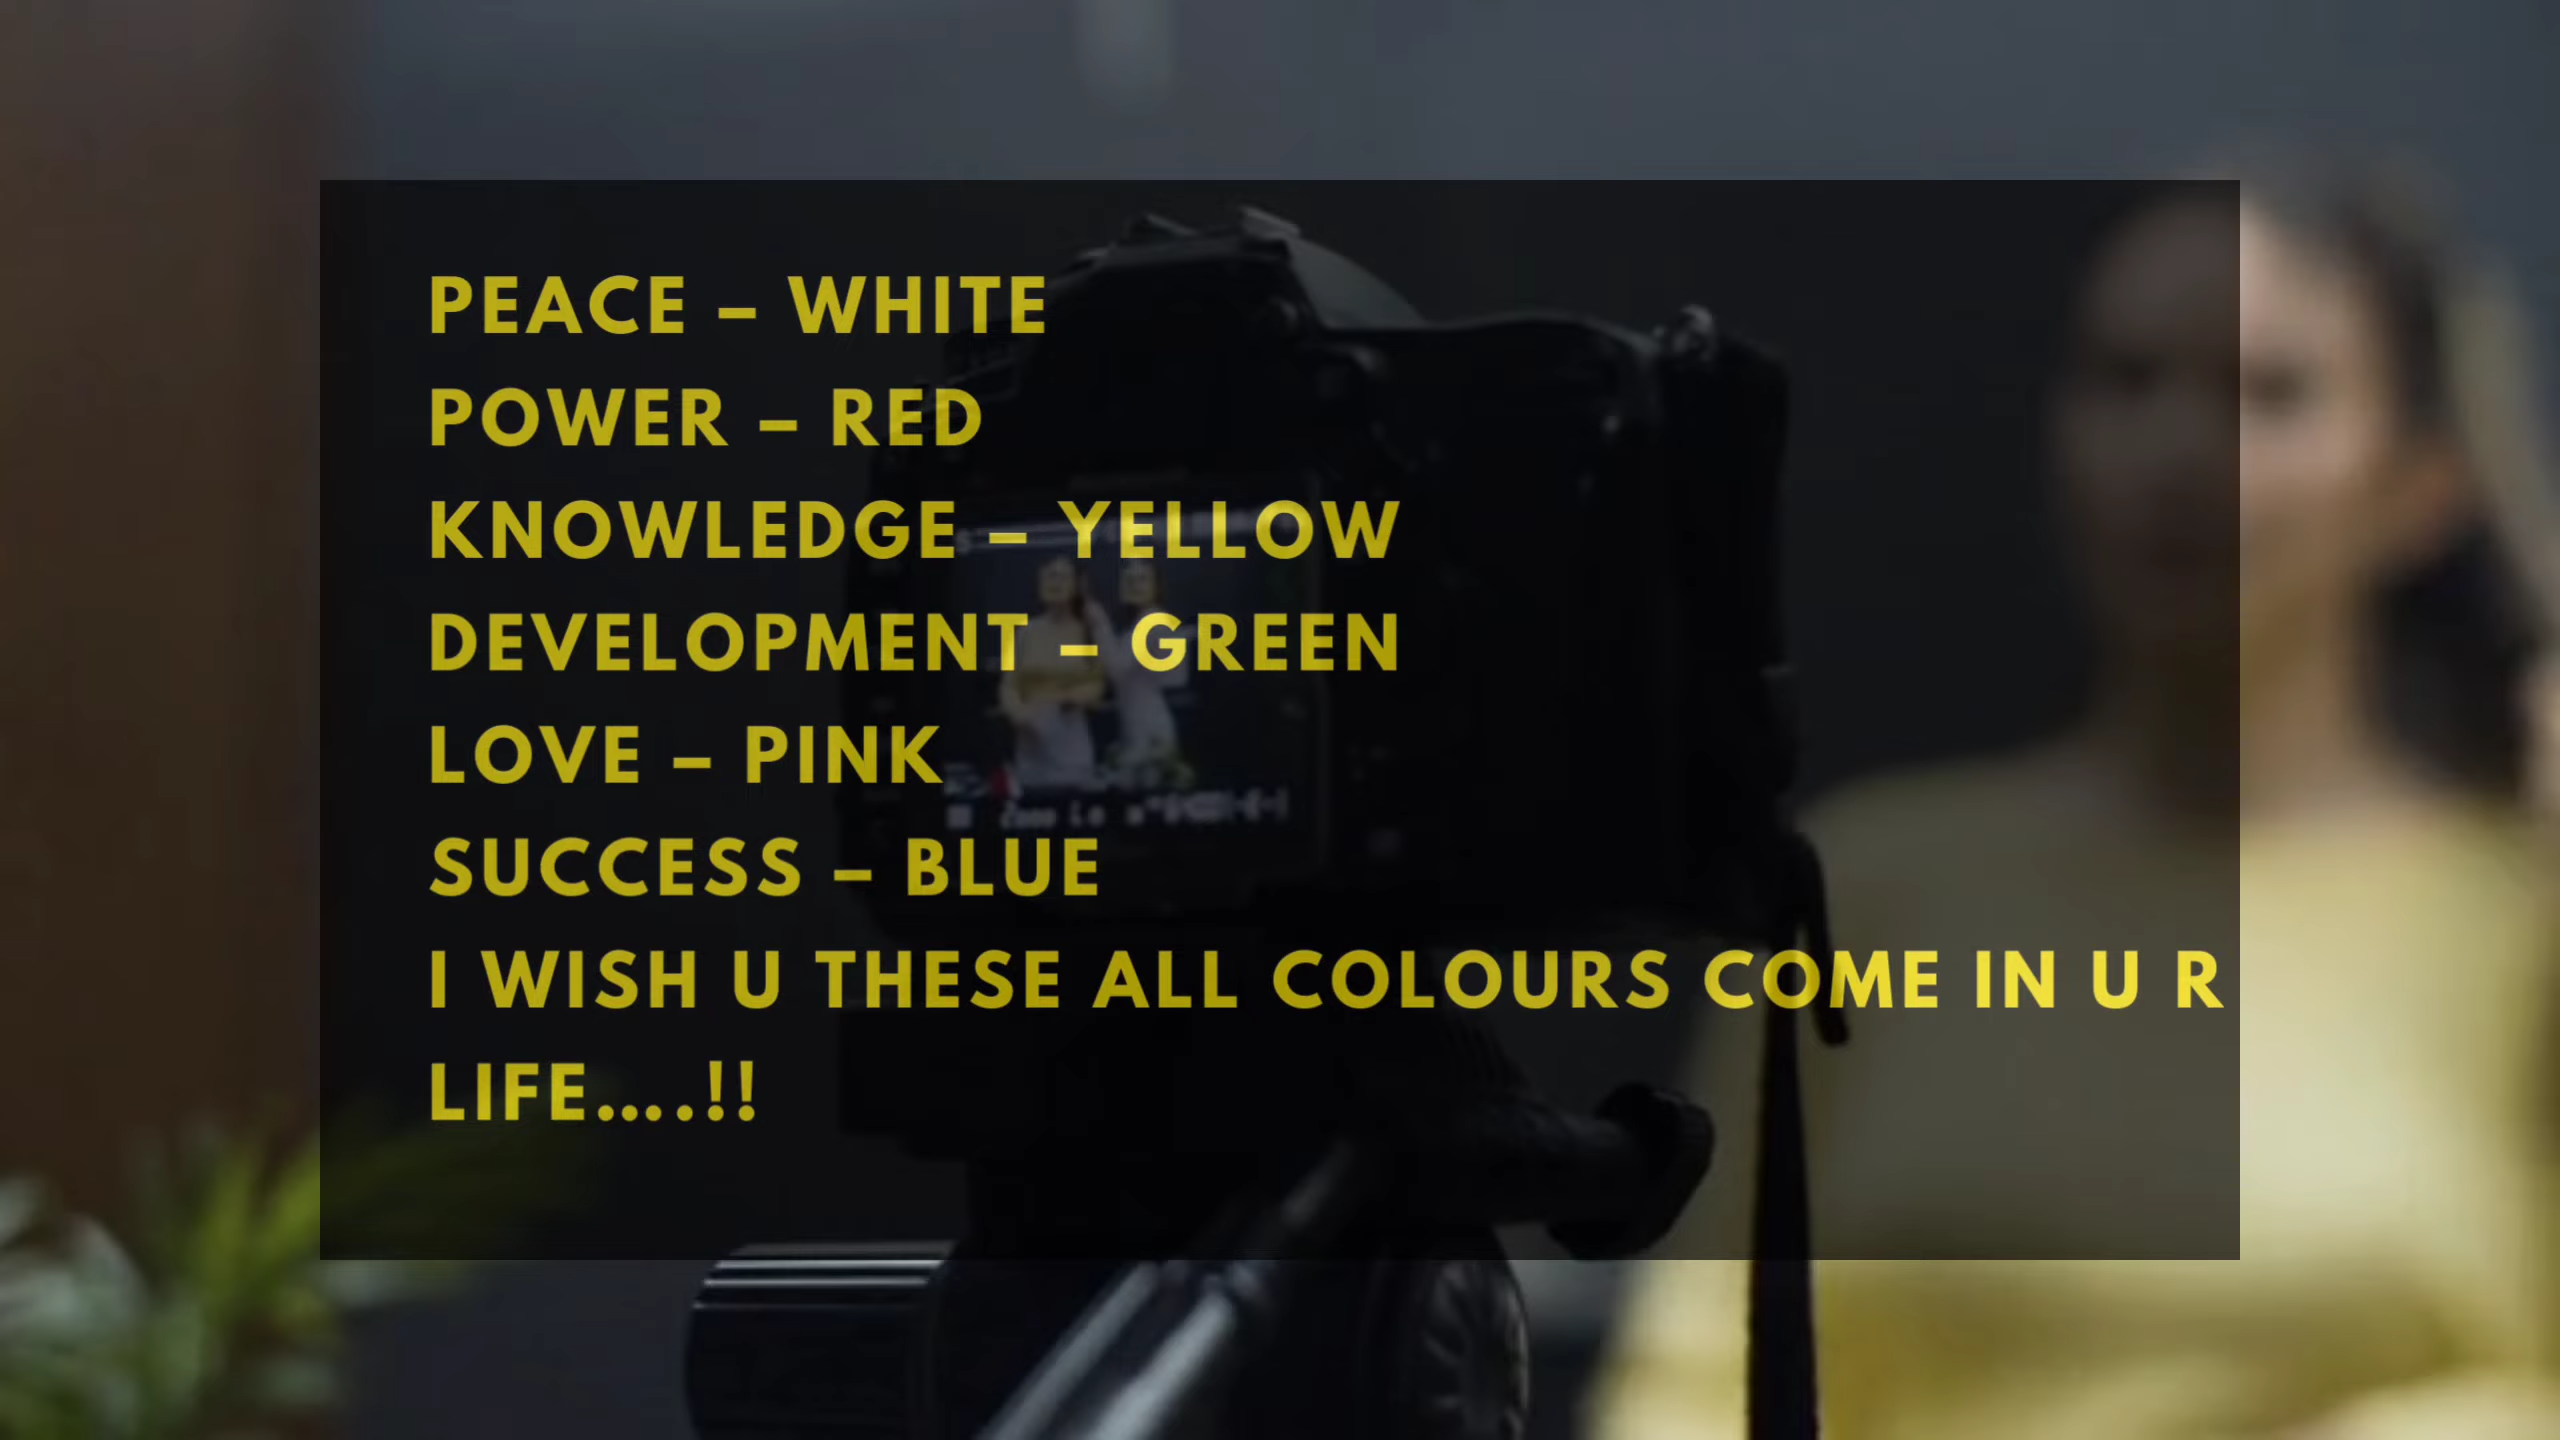 PEACE – WHITE
POWER – RED
KNOWLEDGE – YELLOW
DEVELOPMENT – GREEN
LOVE – PINK
SUCCESS – BLUE
I WISH U THESE ALL COLOURS COME IN U R
LIFE....!!